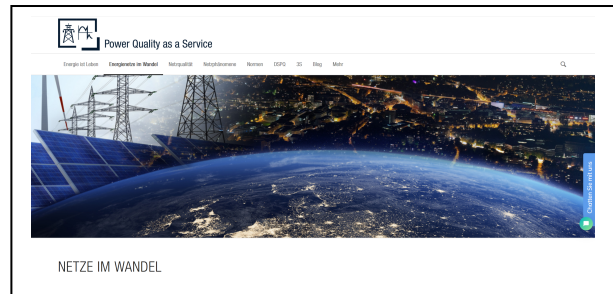 Power Quality as a Service
Energie ist Leben Energienetze im Wandel Netzqualität Netzphänomene Normen DSPQ 3S Blog Mehr
Chatten Sie mit uns
NETZE IM WANDEL